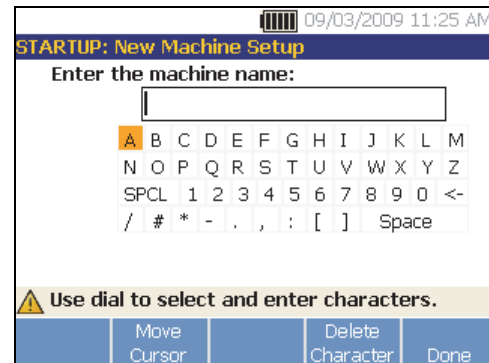 09/03/2009 11:25 AM
STARTUP: New Machine Setup
Enter the machine name:
A B C D E F G H I J K L M
N O P Q R S T U V W X Y Z
SPCL 1 2 3 4 5 6 7 8 9 0 <-
/ # * - . , : [ ] Space
Use dial to select and enter characters.
Move Cursor
Delete Character
Done